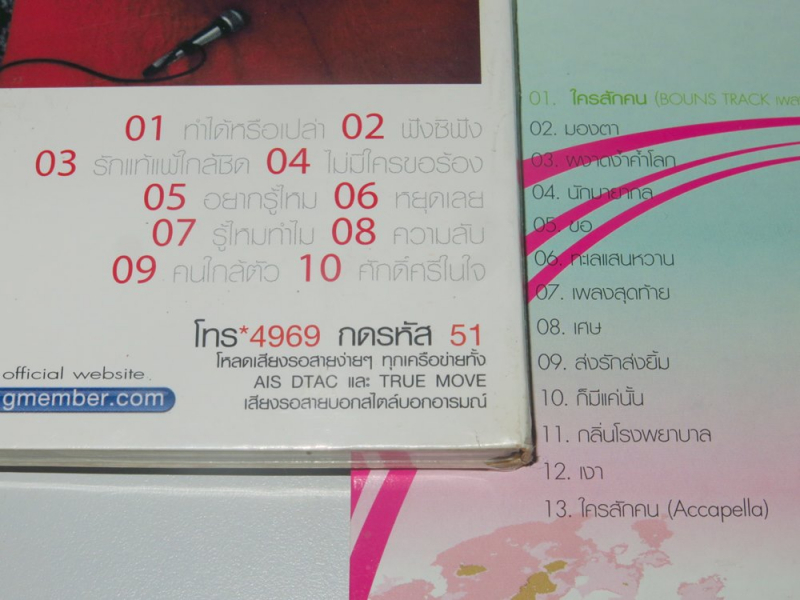 01 ทำได้หรือเปล่า 02 ฟังซิฟัง
03 รักแท้แพ้ใกล้ชิด 04 ไม่มีใครขอร้อง
05 อยากรู้ไหม 06 หยุดเลย
07 รู้ไหมทำไม 08 ความลับ
09 คนใกล้ตัว 10 ศักดิ์ศรีในใจ
โทร*4969 กดรหัส 51
โหลดเสียงรอสายง่ายๆ ทุกเครือข่ายทั้ง
AIS DTAC และ TRUE MOVE
เสียงรอสายบอกสไตล์บอกอารมณ์
official website
gmember.com
01. ใครสักคน (BOUNS TRACK เพล
02. มองตา
03. ผงาดง้ำค้ำโลก
04. นักมายากล
05. ขอ
06. ทะเลแสนหวาน
07. เพลงสุดท้าย
08. เศษ
09. ส่งรักส่งยิ้ม
10. ก็มีแค่นั้น
11. กลิ่นโรงพยาบาล
12. เงา
13. ใครสักคน (Accapella)